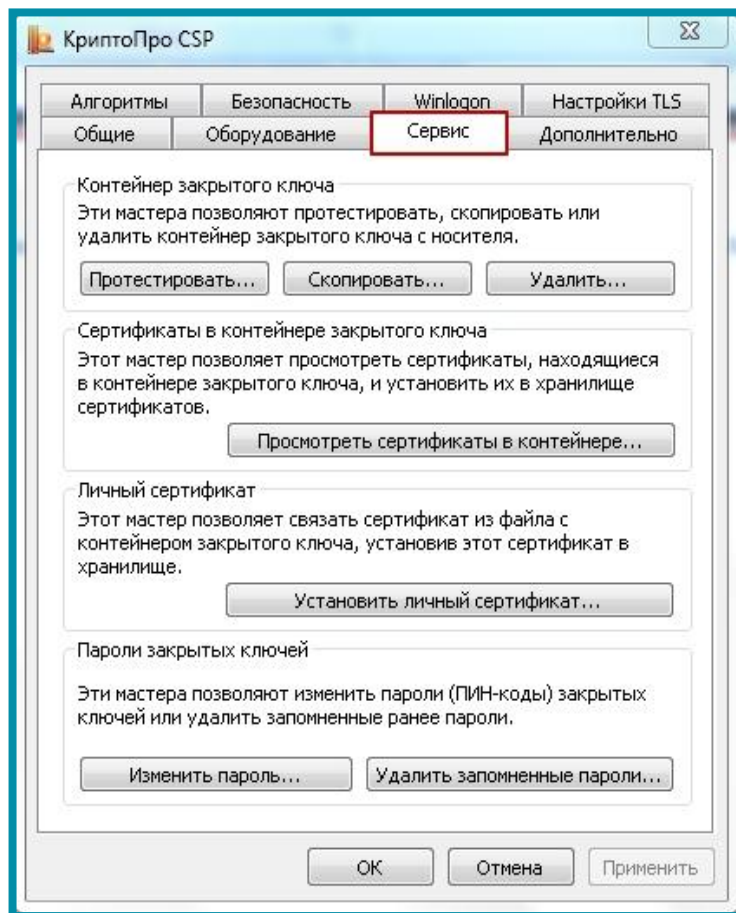 КриптоПро CSP
Алгоритмы Безопасность Winlogon Настройки TLS
Общие Оборудование Сервис Дополнительно
Контейнер закрытого ключа
Эти мастера позволяют протестировать, скопировать или
удалить контейнер закрытого ключа с носителя.
Протестировать... Скопировать... Удалить...
Сертификаты в контейнере закрытого ключа
Этот мастер позволяет просмотреть сертификаты, находящиеся
в контейнере закрытого ключа, и установить их в хранилище
сертификатов.
Просмотреть сертификаты в контейнере...
Личный сертификат
Этот мастер позволяет связать сертификат из файла с
контейнером закрытого ключа, установив этот сертификат в
хранилище.
Установить личный сертификат...
Пароли закрытых ключей
Эти мастера позволяют изменить пароли (ПИН-коды) закрытых
ключей или удалить запомненные ранее пароли.
Изменить пароль... Удалить запомненные пароли...
ОК Отмена Применить